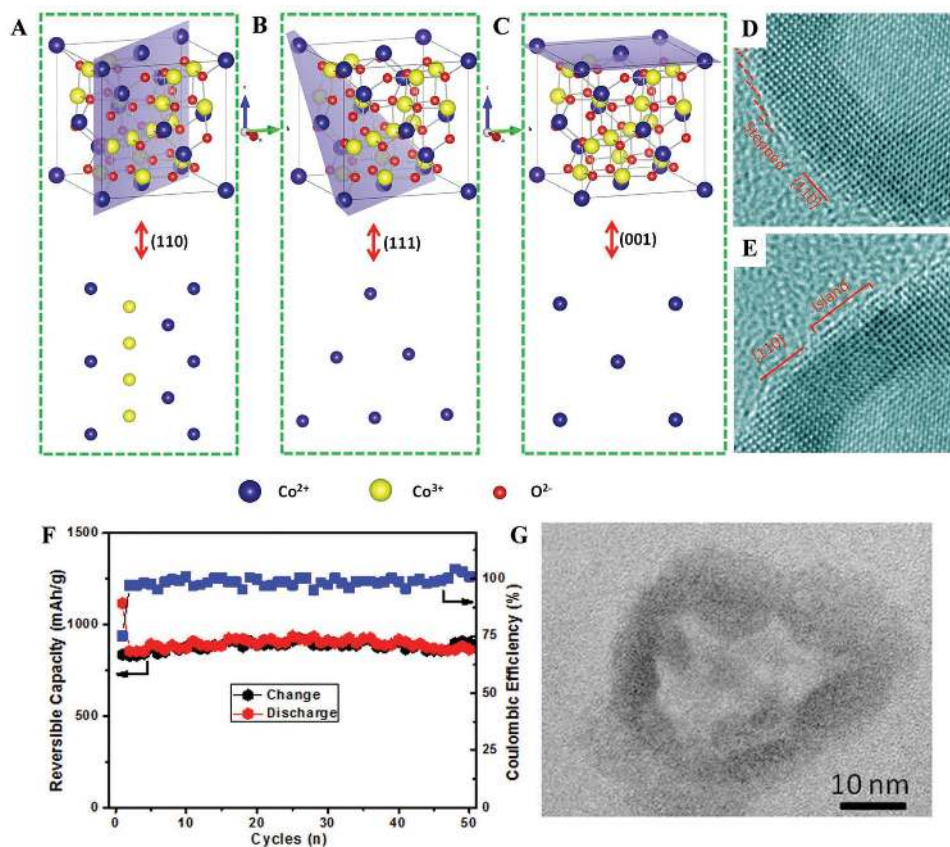 A
B
C
D
(110)
(111)
(001)
Stepped
(110)
E
Island
(110)
Co2+
Co3+
O2-
F
1500
1000
500
0
Reversible Capacity (mAh/g)
100
75
50
25
0
Coulombic Efficiency (%)
Change
Discharge
0
10
20
30
40
50
Cycles (n)
G
10 nm